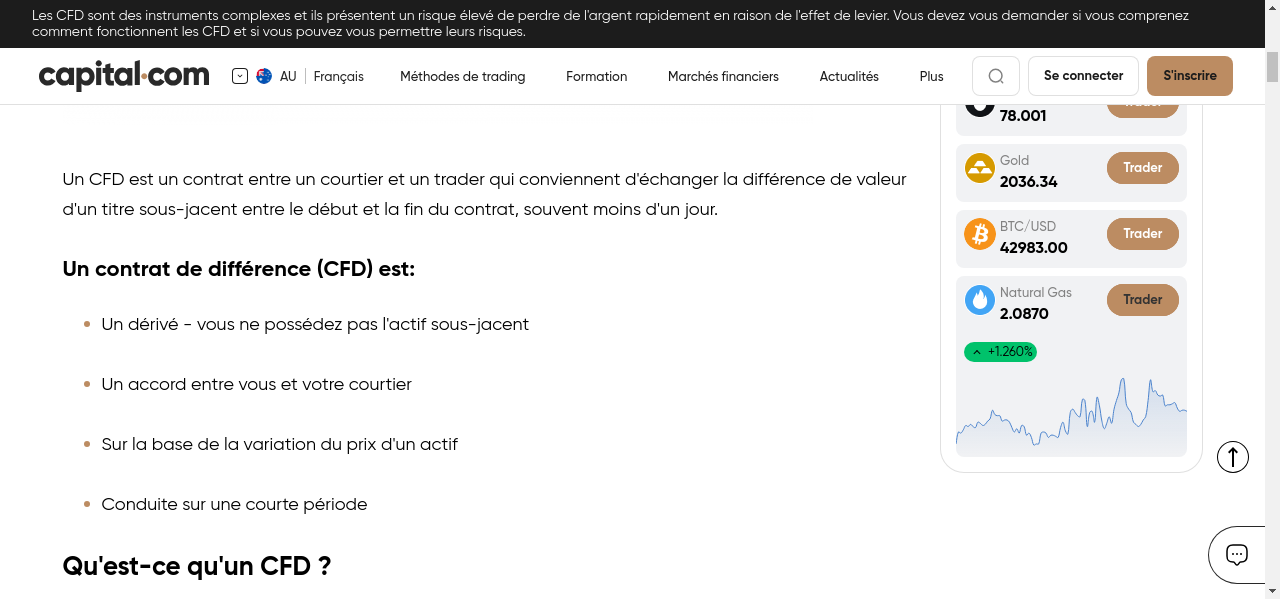 Les CFD sont des instruments complexes et ils présentent un risque élevé de perdre de l'argent rapidement en raison de l'effet de levier. Vous devez vous demander si vous comprenez
comment fonctionnent les CFD et si vous pouvez vous permettre leurs risques.
capital.com
AU
Français
Méthodes de trading
Formation
Marchés financiers
Actualités
Plus
Se connecter
S'inscrire
Un CFD est un contrat entre un courtier et un trader qui conviennent d'échanger la différence de valeur
d'un titre sous-jacent entre le début et la fin du contrat, souvent moins d'un jour.
Un contrat de différence (CFD) est:
Un dérivé - vous ne possédez pas l'actif sous-jacent
Un accord entre vous et votre courtier
Sur la base de la variation du prix d'un actif
Conduite sur une courte période
Qu'est-ce qu'un CFD ?
78.001
Gold
2036.34
Trader
BTC/USD
42983.00
Trader
Natural Gas
2.0870
Trader
+1.260%